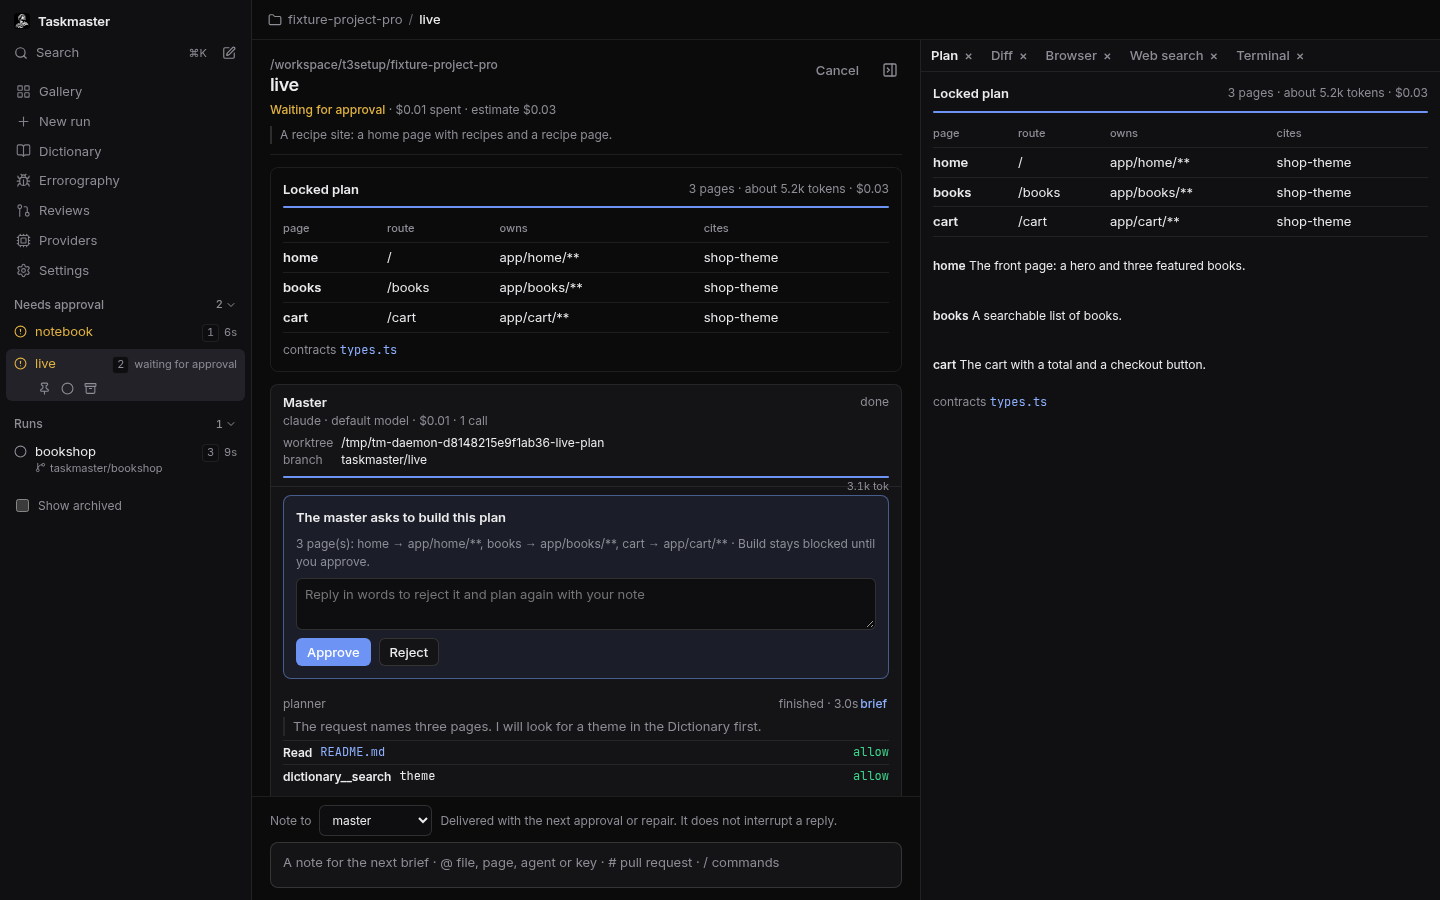 Taskmaster
Search ⌘K
Gallery
New run
Dictionary
Errorography
Reviews
Providers
Settings
Needs approval 2
notebook 1 6s
live 2 waiting for approval
Runs 1
bookshop 3 9s
taskmaster/bookshop
Show archived
fixture-project-pro / live
/workspace/t3setup/fixture-project-pro
live
Cancel
Waiting for approval · $0.01 spent · estimate $0.03
A recipe site: a home page with recipes and a recipe page.
Locked plan 3 pages · about 5.2k tokens · $0.03
page route owns cites
home / app/home/** shop-theme
books /books app/books/** shop-theme
cart /cart app/cart/** shop-theme
contracts types.ts
Master done
claude · default model · $0.01 · 1 call
worktree /tmp/tm-daemon-d8148215e9f1ab36-live-plan
branch taskmaster/live
3.1k tok
The master asks to build this plan
3 page(s): home → app/home/**, books → app/books/**, cart → app/cart/** · Build stays blocked until
you approve.
Reply in words to reject it and plan again with your note
Approve Reject
planner finished · 3.0s brief
The request names three pages. I will look for a theme in the Dictionary first.
Read README.md allow
dictionary__search theme allow
Note to master Delivered with the next approval or repair. It does not interrupt a reply.
A note for the next brief · @ file, page, agent or key · # pull request · / commands
Plan × Diff × Browser × Web search × Terminal ×
Locked plan 3 pages · about 5.2k tokens · $0.03
page route owns cites
home / app/home/** shop-theme
books /books app/books/** shop-theme
cart /cart app/cart/** shop-theme
home The front page: a hero and three featured books.
books A searchable list of books.
cart The cart with a total and a checkout button.
contracts types.ts